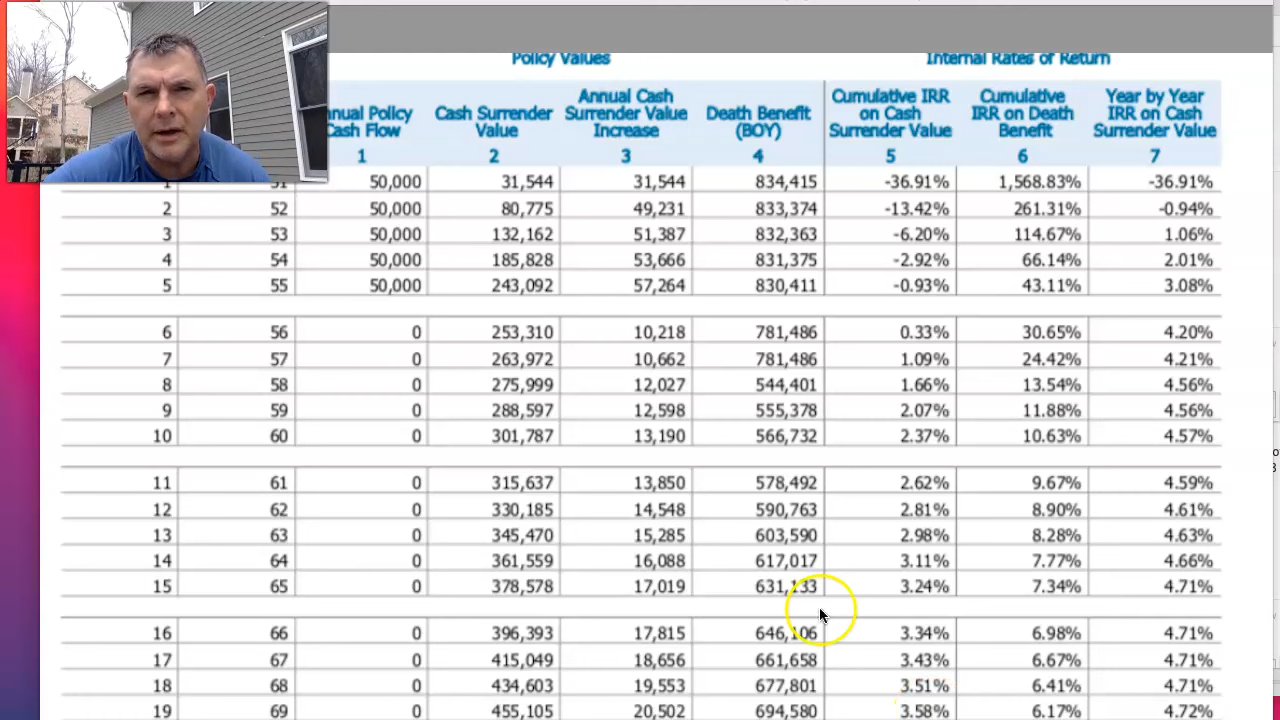 Policy Values Internal Rates of Return
nual Policy Cash Flow Cash Surrender Value Annual Cash Surrender Value Increase Death Benefit (BOY) Cumulative IRR on Cash Surrender Value Cumulative IRR on Death Benefit Year by Year IRR on Cash Surrender Value
1 2 3 4 5 6 7
1 51 50,000 31,544 31,544 834,415 -36.91% 1,568.83% -36.91%
2 52 50,000 80,775 49,231 833,374 -13.42% 261.31% -0.94%
3 53 50,000 132,162 51,387 832,363 -6.20% 114.67% 1.06%
4 54 50,000 185,828 53,666 831,375 -2.92% 66.14% 2.01%
5 55 50,000 243,092 57,264 830,411 -0.93% 43.11% 3.08%
6 56 0 253,310 10,218 781,486 0.33% 30.65% 4.20%
7 57 0 263,972 10,662 781,486 1.09% 24.42% 4.21%
8 58 0 275,999 12,027 544,401 1.66% 13.54% 4.56%
9 59 0 288,597 12,598 555,378 2.07% 11.88% 4.56%
10 60 0 301,787 13,190 566,732 2.37% 10.63% 4.57%
11 61 0 315,637 13,850 578,492 2.62% 9.67% 4.59%
12 62 0 330,185 14,548 590,763 2.81% 8.90% 4.61%
13 63 0 345,470 15,285 603,590 2.98% 8.28% 4.63%
14 64 0 361,559 16,088 617,017 3.11% 7.77% 4.66%
15 65 0 378,578 17,019 631,133 3.24% 7.34% 4.71%
16 66 0 396,393 17,815 646,106 3.34% 6.98% 4.71%
17 67 0 415,049 18,656 661,658 3.43% 6.67% 4.71%
18 68 0 434,603 19,553 677,801 3.51% 6.41% 4.71%
19 69 0 455,105 20,502 694,580 3.58% 6.17% 4.72%